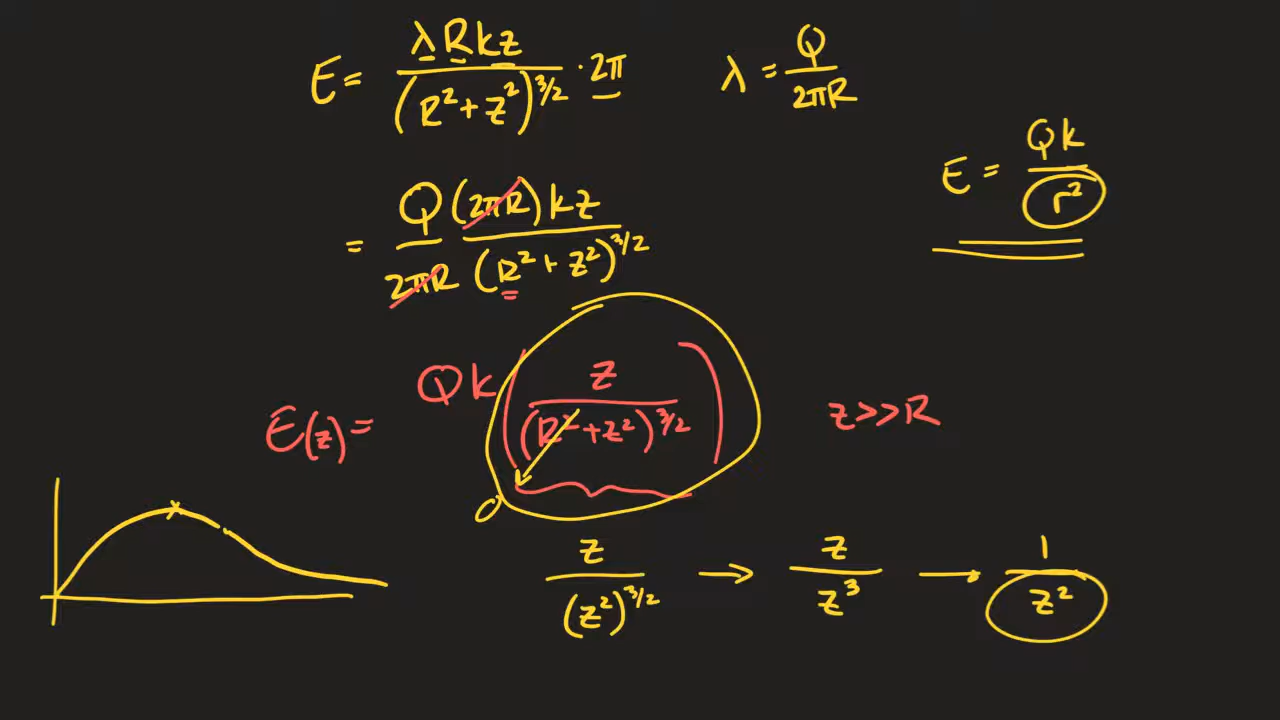 E = λRkz / (R² + z²)^3/2 · 2π
λ = Q / 2πR
E = Qk / r²
= Q / 2πR (2πR)kz / (R² + z²)^3/2
E(z) = Qk ( z / (R² + z²)^3/2 )
z >> R
0
z / (z²)^3/2 → z / z³ → 1 / z²